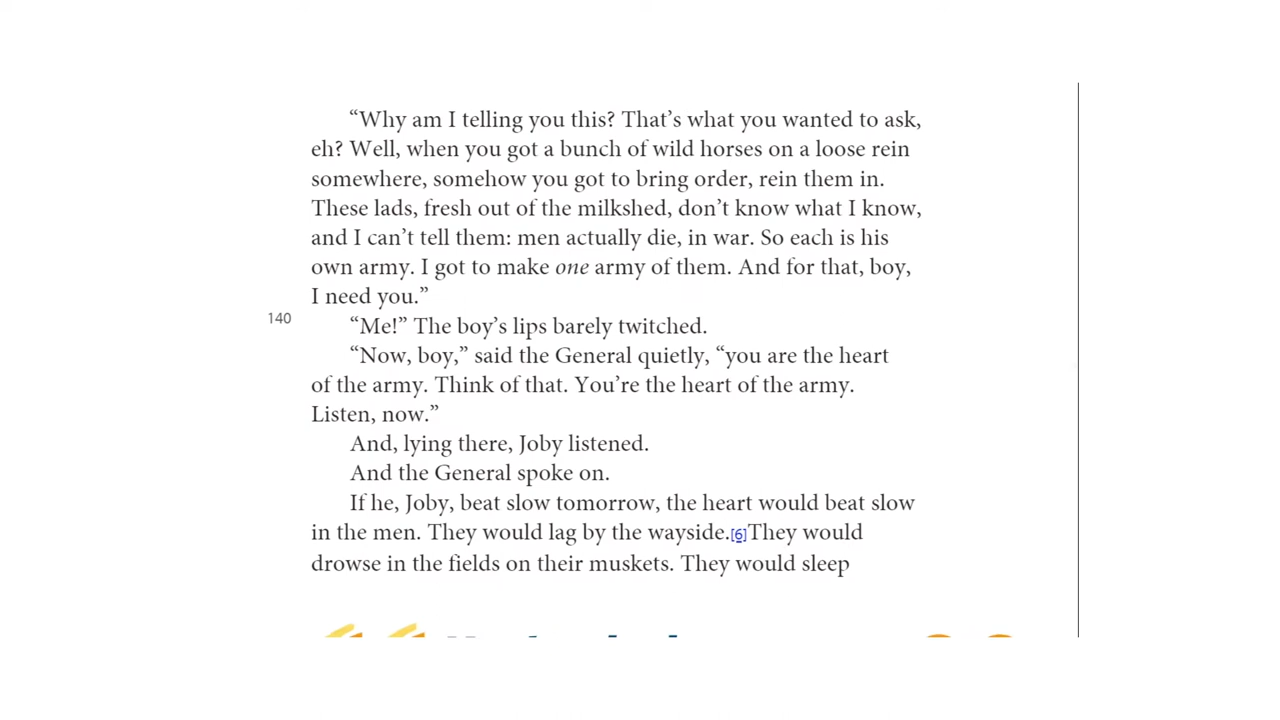 “Why am I telling you this? That’s what you wanted to ask,
eh? Well, when you got a bunch of wild horses on a loose rein
somewhere, somehow you got to bring order, rein them in.
These lads, fresh out of the milkshed, don’t know what I know,
and I can’t tell them: men actually die, in war. So each is his
own army. I got to make one army of them. And for that, boy,
I need you.”
140
“Me!” The boy’s lips barely twitched.
“Now, boy,” said the General quietly, “you are the heart
of the army. Think of that. You’re the heart of the army.
Listen, now.”
And, lying there, Joby listened.
And the General spoke on.
If he, Joby, beat slow tomorrow, the heart would beat slow
in the men. They would lag by the wayside.[6]They would
drowse in the fields on their muskets. They would sleep